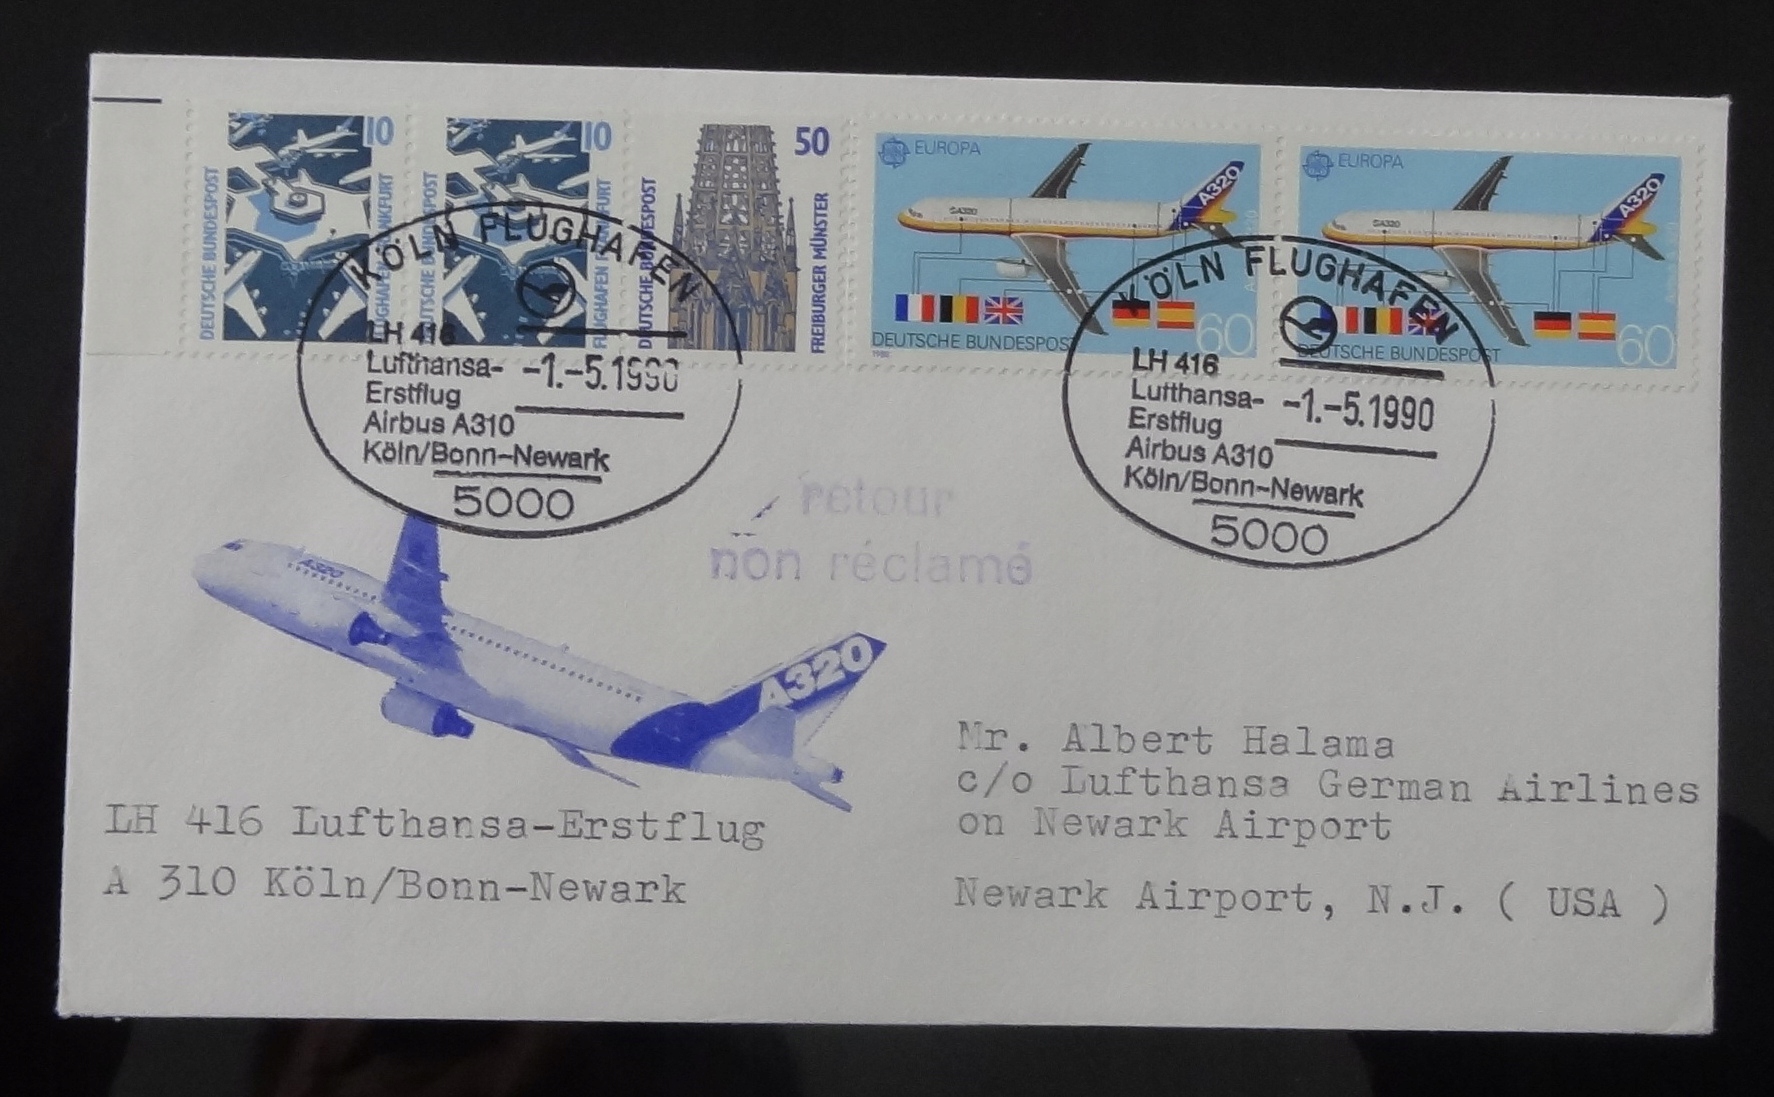 10
DEUTSCHE BUNDESPOST
FLUGHAFEN FRANKFURT
10
DEUTSCHE BUNDESPOST
FLUGHAFEN FRANKFURT
50
DEUTSCHE BUNDESPOST
FREIBURGER MÜNSTER
EUROPA
A320
GA320
60
DEUTSCHE BUNDESPOST
1988
EUROPA
A320
GA320
60
DEUTSCHE BUNDESPOST
KÖLN FLUGHAFEN
LH 416
Lufthansa- -1.-5.1990
Erstflug
Airbus A310
Köln/Bonn-Newark
5000
KÖLN FLUGHAFEN
LH 416
Lufthansa- -1.-5.1990
Erstflug
Airbus A310
Köln/Bonn-Newark
5000
retour
non réclamé
A320
A320
LH 416 Lufthansa-Erstflug
A 310 Köln/Bonn-Newark
Mr. Albert Halama
c/o Lufthansa German Airlines
on Newark Airport
Newark Airport, N.J. ( USA )